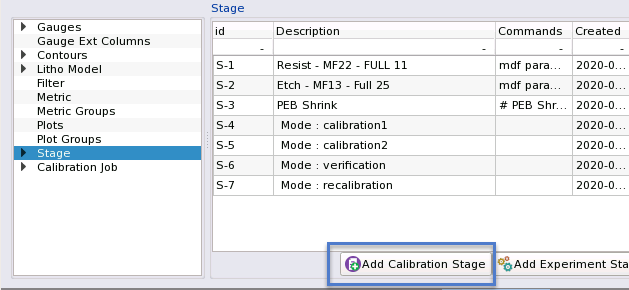 Stage
Gauges
Gauge Ext Columns
Contours
Litho Model
Filter
Metric
Metric Groups
Plots
Plot Groups
Stage
Calibration Job
id Description Commands Created
- - - -
S-1 Resist - MF22 - FULL 11 mdf para... 2020-0...
S-2 Etch - MF13 - Full 25 mdf para... 2020-0...
S-3 PEB Shrink # PEB Shr... 2020-0...
S-4 Mode : calibration1 2020-0...
S-5 Mode : calibration2 2020-0...
S-6 Mode : verification 2020-0...
S-7 Mode : recalibration 2020-0...
Add Calibration Stage Add Experiment Sta